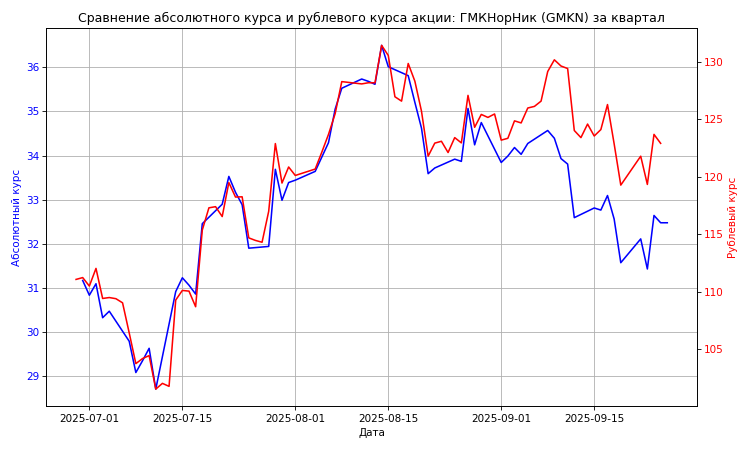 Сравнение абсолютного курса и рублевого курса акции: ГМКНорНик (GMKN) за квартал
36
35
34
33
32
31
30
29
Абсолютный курс
130
125
120
115
110
105
Рублевый курс
2025-07-01 2025-07-15 2025-08-01 2025-08-15 2025-09-01 2025-09-15
Дата